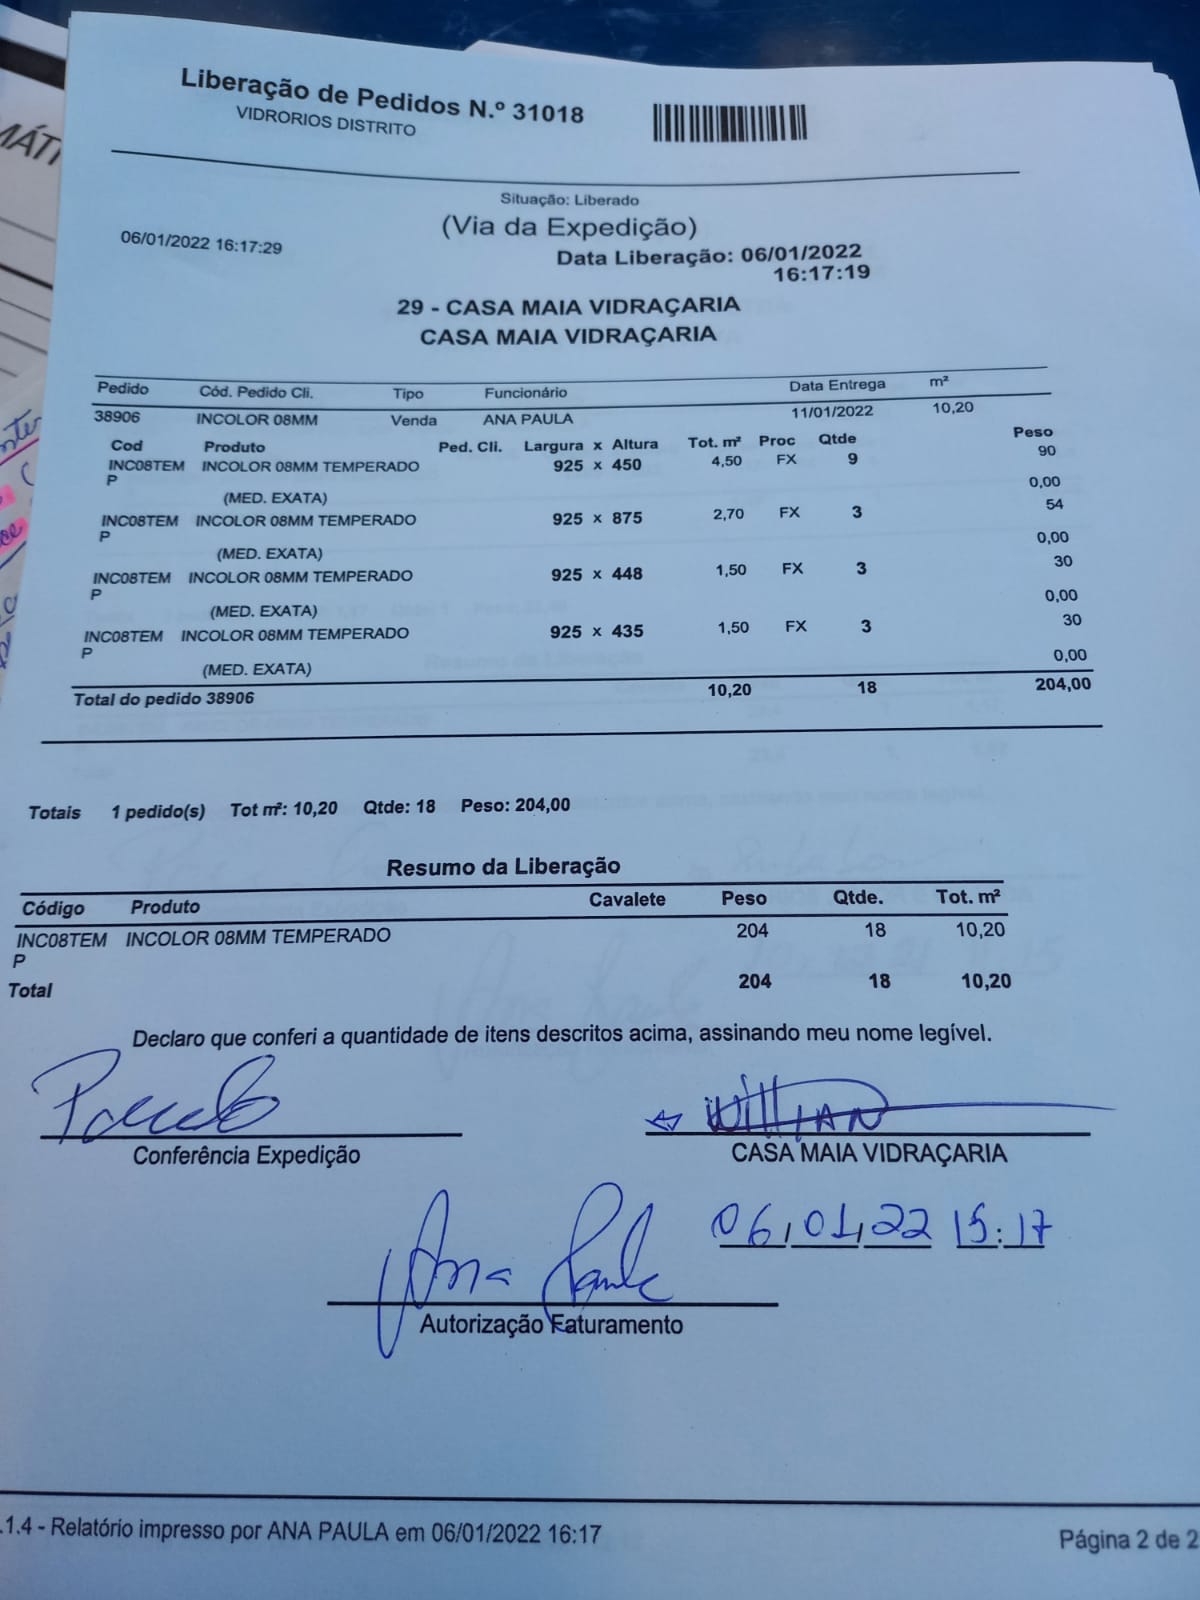 MÁTI
Liberação de Pedidos N.º 31018
VIDRORIOS DISTRITO
Situação: Liberado
(Via da Expedição)
06/01/2022 16:17:29
Data Liberação: 06/01/2022
16:17:19
29 - CASA MAIA VIDRAÇARIA
CASA MAIA VIDRAÇARIA
Pedido Cód. Pedido Cli. Tipo Funcionário Data Entrega m²
38906 INCOLOR 08MM Venda ANA PAULA 11/01/2022 10,20
Cod Produto Ped. Cli. Largura x Altura Tot. m² Proc Qtde Peso
INC08TEM INCOLOR 08MM TEMPERADO 925 x 450 4,50 FX 9 90
P
(MED. EXATA) 0,00
INC08TEM INCOLOR 08MM TEMPERADO 925 x 875 2,70 FX 3 54
P
(MED. EXATA) 0,00
INC08TEM INCOLOR 08MM TEMPERADO 925 x 448 1,50 FX 3 30
P
(MED. EXATA) 0,00
INC08TEM INCOLOR 08MM TEMPERADO 925 x 435 1,50 FX 3 30
P
(MED. EXATA) 0,00
Total do pedido 38906 10,20 18 204,00
Totais 1 pedido(s) Tot m²: 10,20 Qtde: 18 Peso: 204,00
Resumo da Liberação
Código Produto Cavalete Peso Qtde. Tot. m²
INC08TEM INCOLOR 08MM TEMPERADO 204 18 10,20
P
Total 204 18 10,20
Declaro que conferi a quantidade de itens descritos acima, assinando meu nome legível.
WILLIAN
Conferência Expedição CASA MAIA VIDRAÇARIA
06/01/22 15:17
Ana Paula
Autorização Faturamento
.1.4 - Relatório impresso por ANA PAULA em 06/01/2022 16:17
Página 2 de 2